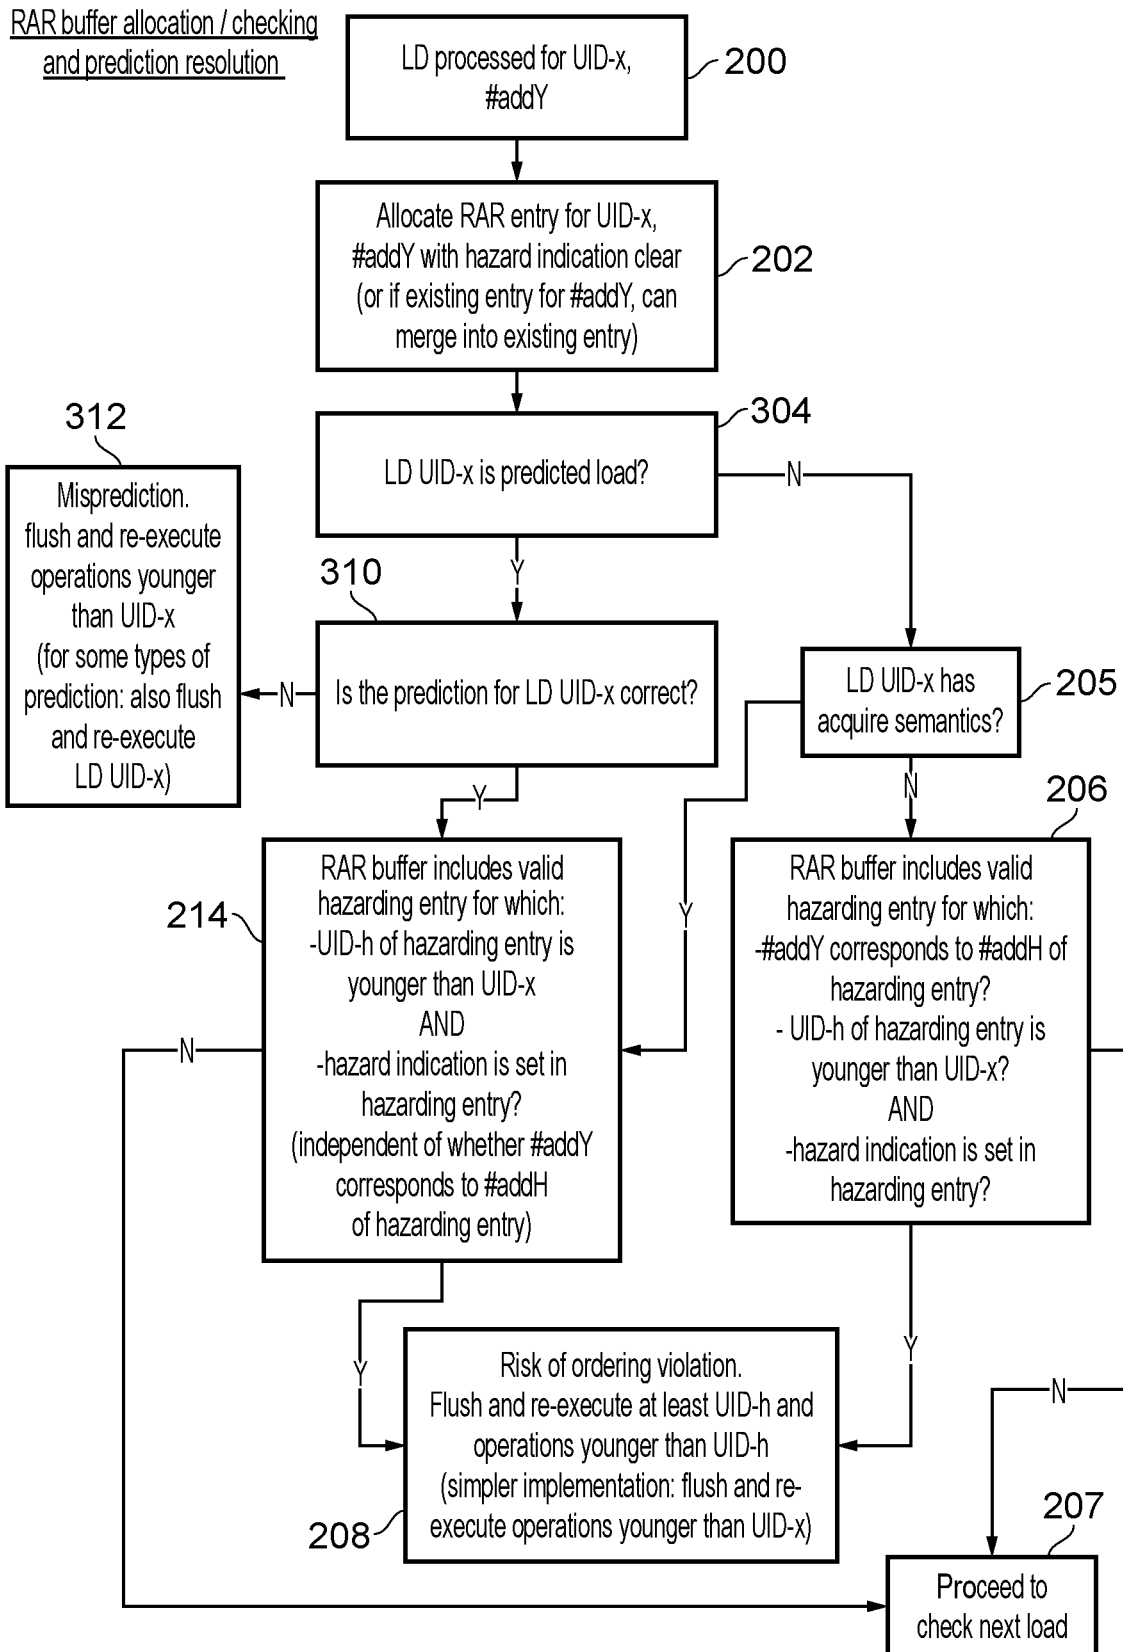 RAR buffer allocation / checking
and prediction resolution
LD processed for UID-x,
#addY
200
Allocate RAR entry for UID-x,
#addY with hazard indication clear
(or if existing entry for #addY, can
merge into existing entry)
202
304
LD UID-x is predicted load?
N
Y
312
Misprediction.
flush and re-execute
operations younger
than UID-x
(for some types of
prediction: also flush
and re-execute
LD UID-x)
310
Is the prediction for LD UID-x correct?
N
Y
LD UID-x has
acquire semantics?
205
N
Y
214
RAR buffer includes valid
hazarding entry for which:
-UID-h of hazarding entry is
younger than UID-x
AND
-hazard indication is set in
hazarding entry?
(independent of whether #addY
corresponds to #addH
of hazarding entry)
N
Y
206
RAR buffer includes valid
hazarding entry for which:
-#addY corresponds to #addH of
hazarding entry?
- UID-h of hazarding entry is
younger than UID-x?
AND
-hazard indication is set in
hazarding entry?
Y
N
Risk of ordering violation.
Flush and re-execute at least UID-h and
operations younger than UID-h
(simpler implementation: flush and re-
execute operations younger than UID-x)
208
207
Proceed to
check next load